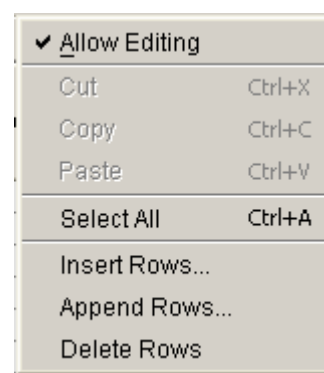 Allow Editing
Cut Ctrl+X
Copy Ctrl+C
Paste Ctrl+V
Select All Ctrl+A
Insert Rows...
Append Rows...
Delete Rows